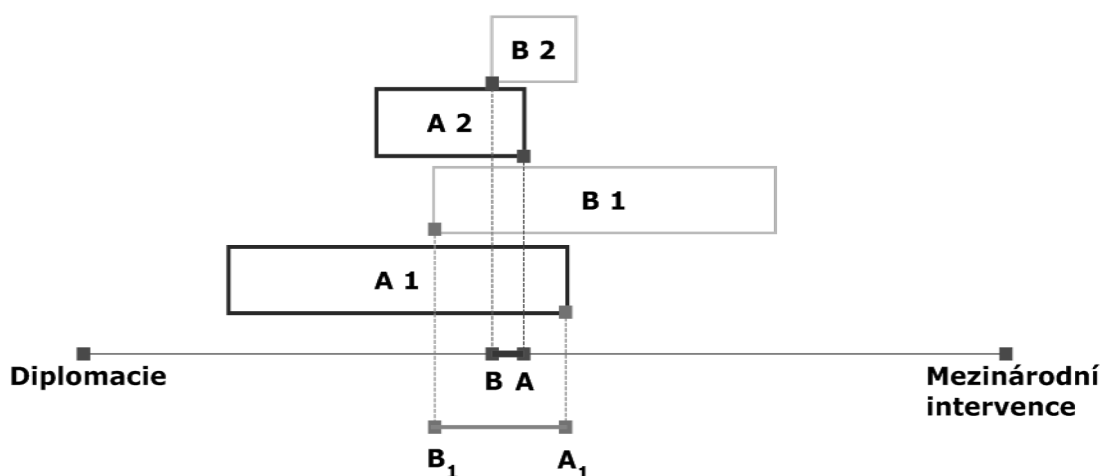 B 2
A 2
B 1
A 1
Diplomacie
B A
Mezinárodní
intervence
B₁ A₁